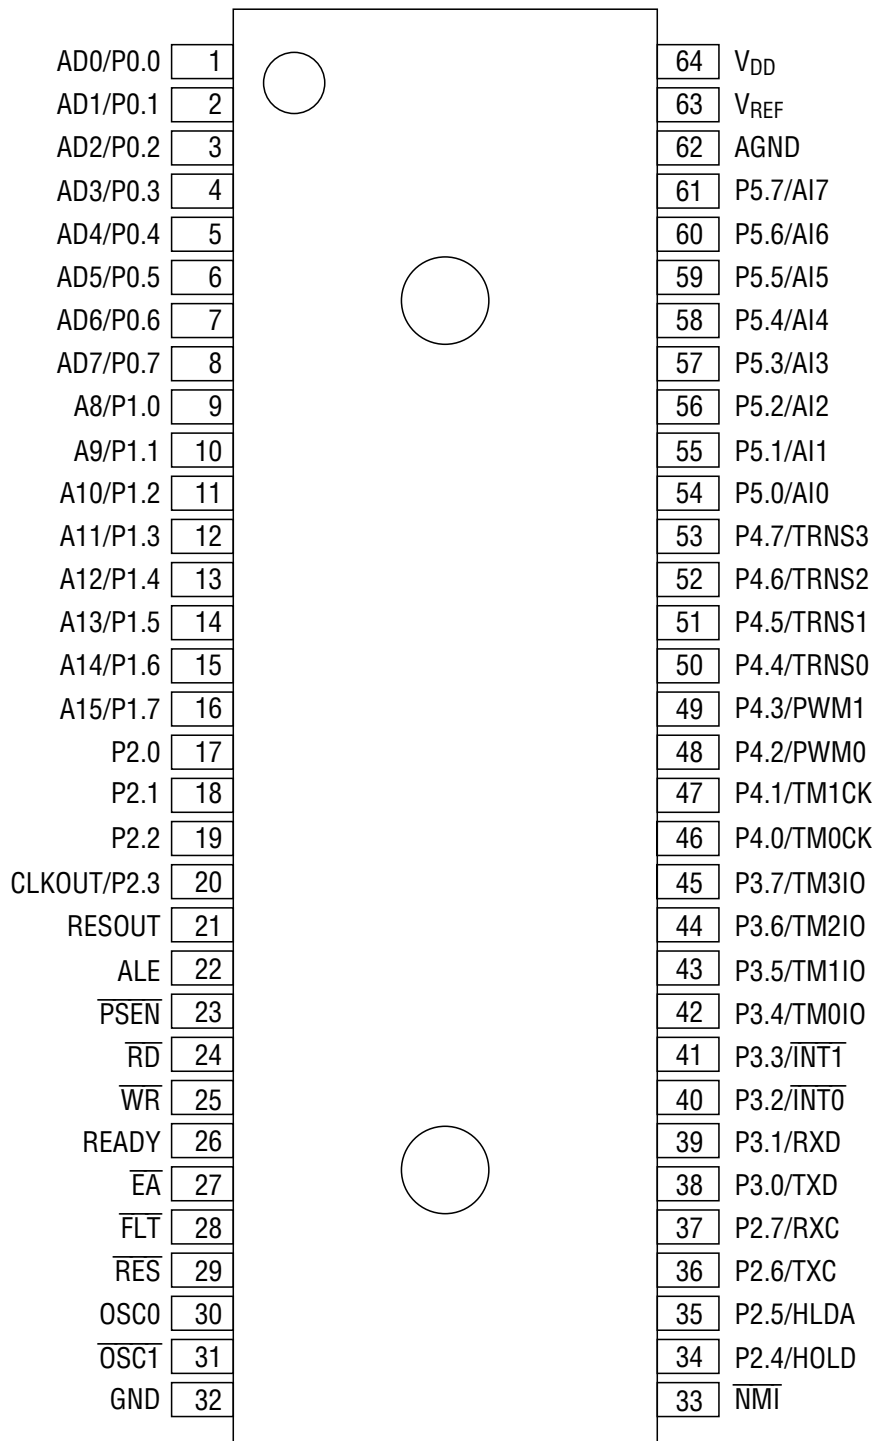 AD0/P0.0 1 64 VDD
AD1/P0.1 2 63 VREF
AD2/P0.2 3 62 AGND
AD3/P0.3 4 61 P5.7/AI7
AD4/P0.4 5 60 P5.6/AI6
AD5/P0.5 6 59 P5.5/AI5
AD6/P0.6 7 58 P5.4/AI4
AD7/P0.7 8 57 P5.3/AI3
A8/P1.0 9 56 P5.2/AI2
A9/P1.1 10 55 P5.1/AI1
A10/P1.2 11 54 P5.0/AI0
A11/P1.3 12 53 P4.7/TRNS3
A12/P1.4 13 52 P4.6/TRNS2
A13/P1.5 14 51 P4.5/TRNS1
A14/P1.6 15 50 P4.4/TRNS0
A15/P1.7 16 49 P4.3/PWM1
P2.0 17 48 P4.2/PWM0
P2.1 18 47 P4.1/TM1CK
P2.2 19 46 P4.0/TM0CK
CLKOUT/P2.3 20 45 P3.7/TM3IO
RESOUT 21 44 P3.6/TM2IO
ALE 22 43 P3.5/TM1IO
P̅S̅E̅N̅ 23 42 P3.4/TM0IO
R̅D̅ 24 41 P3.3/I̅N̅T̅1̅
W̅R̅ 25 40 P3.2/I̅N̅T̅0̅
READY 26 39 P3.1/RXD
E̅A̅ 27 38 P3.0/TXD
F̅L̅T̅ 28 37 P2.7/RXC
R̅E̅S̅ 29 36 P2.6/TXC
OSC0 30 35 P2.5/HLDA
O̅S̅C̅1̅ 31 34 P2.4/HOLD
GND 32 33 N̅M̅I̅